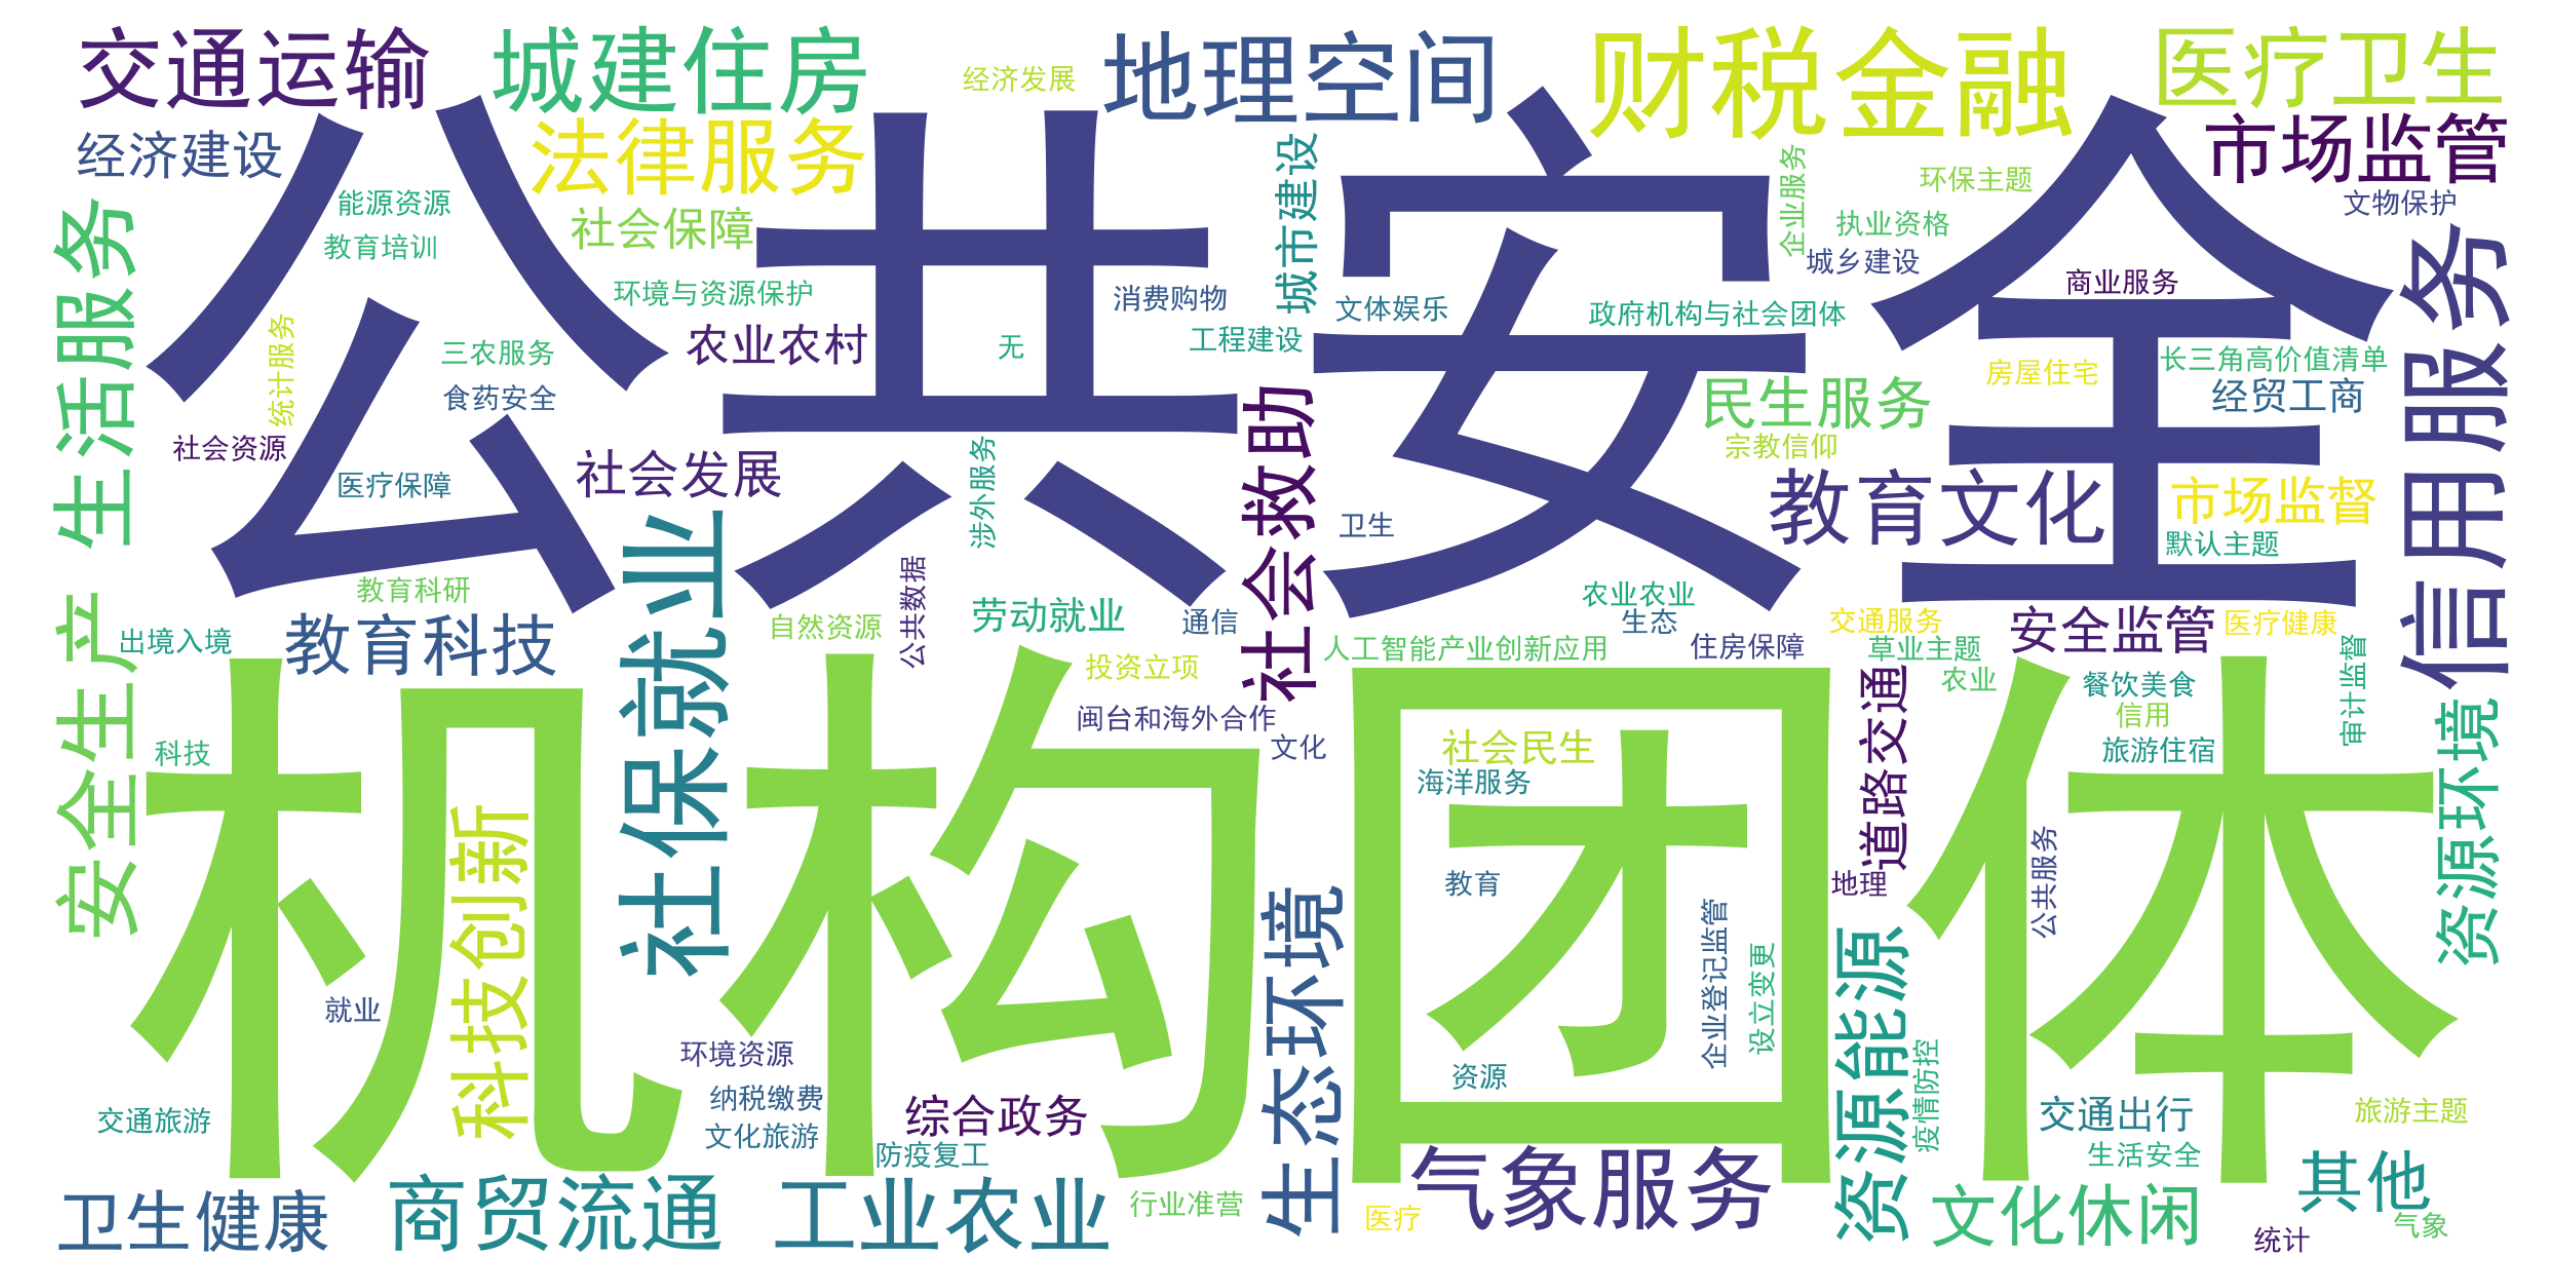 交通运输
城建住房
经济发展
地理空间
财税金融
医疗卫生
经济建设
法律服务
市场监管
公共安全
能源资源
教育培训
社会保障
城市建设
企业服务
环保主题
执业资格
城乡建设
文物保护
生活服务
环境与资源保护
消费购物
文体娱乐
政府机构与社会团体
商业服务
信用服务
统计服务
三农服务
食药安全
农业农村
无
工程建设
房屋住宅
长三角高价值清单
经贸工商
民生服务
宗教信仰
社会资源
医疗保障
社会发展
涉外服务
社会救助
卫生
教育文化
市场监督
默认主题
教育科研
公共数据
安全生产
出境入境
教育科技
社保就业
自然资源
劳动就业
通信
农业农业
生态
人工智能产业创新应用
住房保障
交通服务
草业主题
安全监管
医疗健康
审计监督
机构团体
投资立项
闽台和海外合作
文化
农业
餐饮美食
信用
旅游住宿
道路交通
资源环境
科技
科技创新
社会民生
海洋服务
教育
地理
公共服务
企业登记监管
设立变更
生态环境
资源能源
就业
环境资源
纳税缴费
文化旅游
综合政务
防疫复工
资源
疫情防控
交通出行
生活安全
旅游主题
交通旅游
卫生健康
商贸流通
工业农业
行业准营
医疗
气象服务
文化休闲
其他
统计
气象